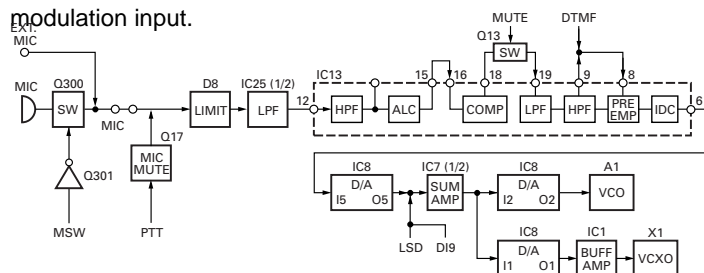 modulation input.
EXT.
MIC
MUTE
DTMF
Q13
SW
MIC
Q300
SW
MIC
D8
LIMIT
IC25 (1/2)
LPF
12
IC13
HPF
ALC
15
16
COMP
18
19
LPF
9
HPF
8
PRE
EMP
IDC
6
Q17
MIC
MUTE
Q301
MSW
PTT
IC8
D/A
I5
O5
IC7 (1/2)
SUM
AMP
IC8
D/A
I2
O2
A1
VCO
LSD
DI9
IC8
D/A
I1
O1
IC1
BUFF
AMP
X1
VCXO